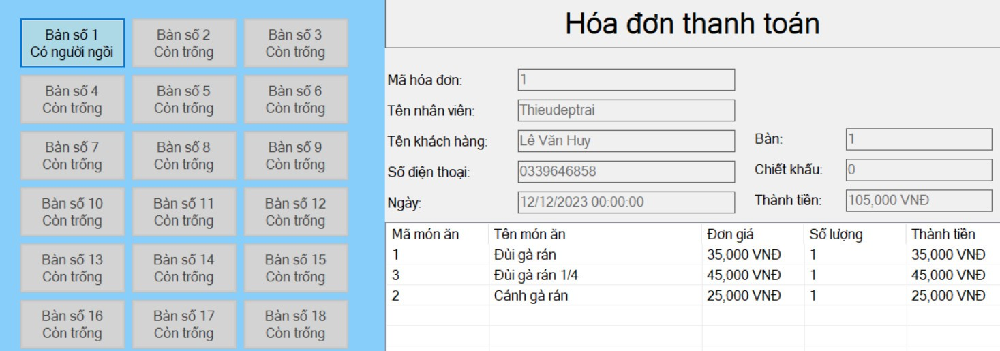 Bàn số 1
Có người ngồi
Bàn số 2
Còn trống
Bàn số 3
Còn trống
Bàn số 4
Còn trống
Bàn số 5
Còn trống
Bàn số 6
Còn trống
Bàn số 7
Còn trống
Bàn số 8
Còn trống
Bàn số 9
Còn trống
Bàn số 10
Còn trống
Bàn số 11
Còn trống
Bàn số 12
Còn trống
Bàn số 13
Còn trống
Bàn số 14
Còn trống
Bàn số 15
Còn trống
Bàn số 16
Còn trống
Bàn số 17
Còn trống
Bàn số 18
Còn trống
Hóa đơn thanh toán
Mã hóa đơn: 1
Tên nhân viên: Thieudeptrai
Tên khách hàng: Lê Văn Huy
Số điện thoại: 0339646858
Ngày: 12/12/2023 00:00:00
Bàn: 1
Chiết khấu: 0
Thành tiền: 105,000 VNĐ
Mã món ăn Tên món ăn Đơn giá Số lượng Thành tiền
1 Đùi gà rán 35,000 VNĐ 1 35,000 VNĐ
3 Đùi gà rán 1/4 45,000 VNĐ 1 45,000 VNĐ
2 Cánh gà rán 25,000 VNĐ 1 25,000 VNĐ